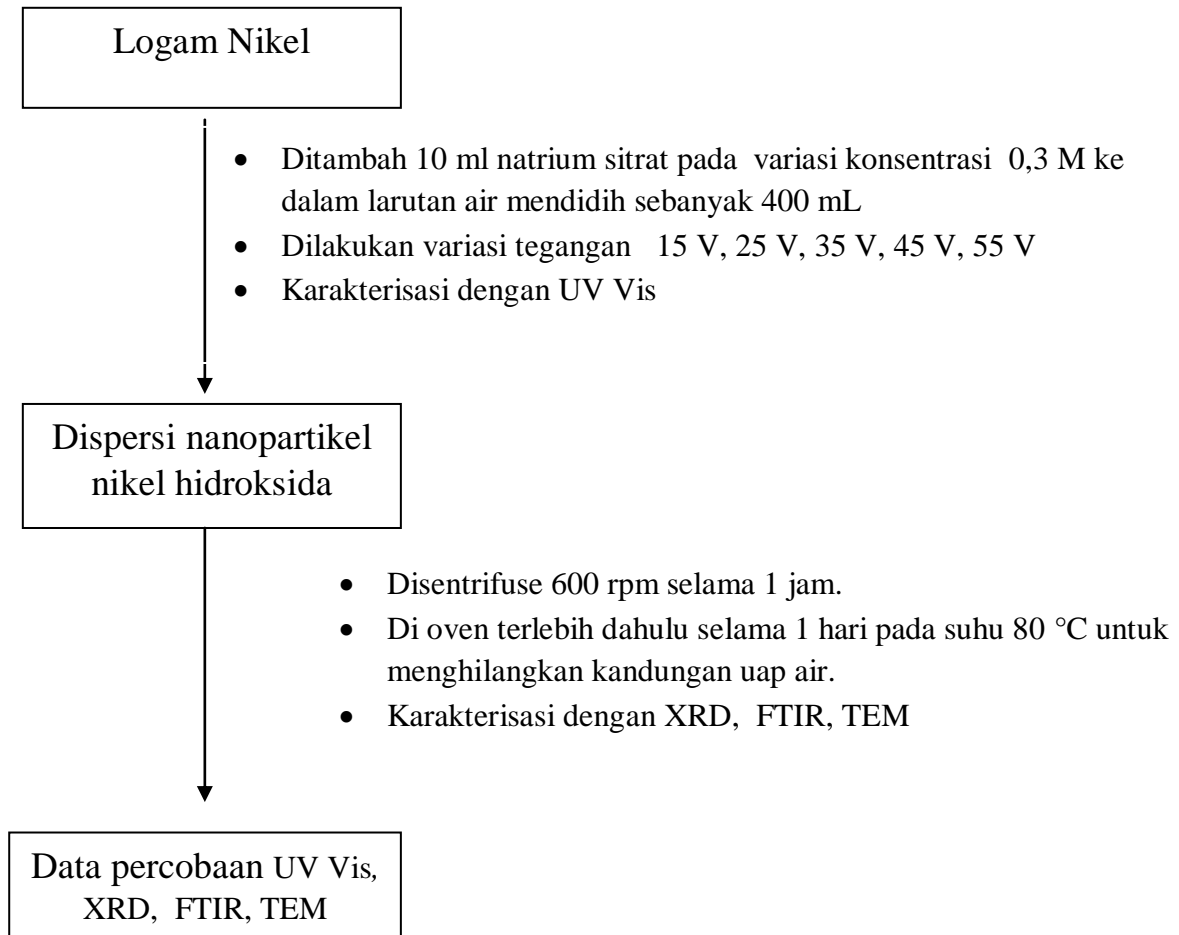 Logam Nikel
• Ditambah 10 ml natrium sitrat pada variasi konsentrasi 0,3 M ke
dalam larutan air mendidih sebanyak 400 mL
• Dilakukan variasi tegangan 15 V, 25 V, 35 V, 45 V, 55 V
• Karakterisasi dengan UV Vis
Dispersi nanopartikel
nikel hidroksida
• Disentrifuse 600 rpm selama 1 jam.
• Di oven terlebih dahulu selama 1 hari pada suhu 80 °C untuk
menghilangkan kandungan uap air.
• Karakterisasi dengan XRD, FTIR, TEM
Data percobaan UV Vis,
XRD, FTIR, TEM